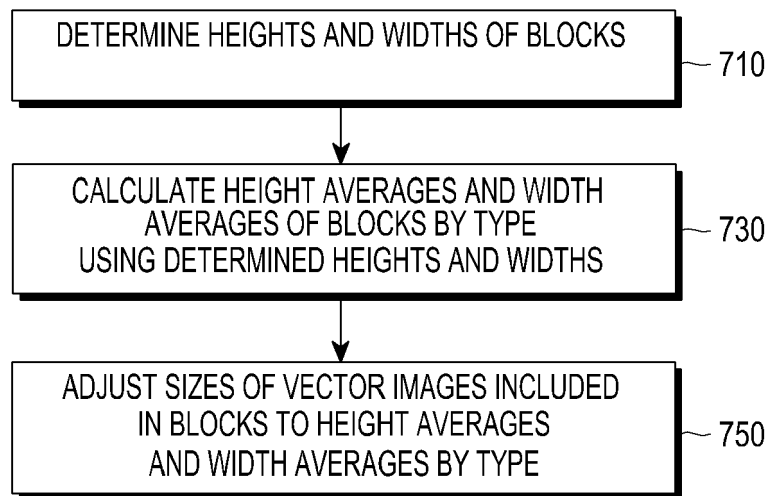 DETERMINE HEIGHTS AND WIDTHS OF BLOCKS
710
CALCULATE HEIGHT AVERAGES AND WIDTH
AVERAGES OF BLOCKS BY TYPE
USING DETERMINED HEIGHTS AND WIDTHS
730
ADJUST SIZES OF VECTOR IMAGES INCLUDED
IN BLOCKS TO HEIGHT AVERAGES
AND WIDTH AVERAGES BY TYPE
750